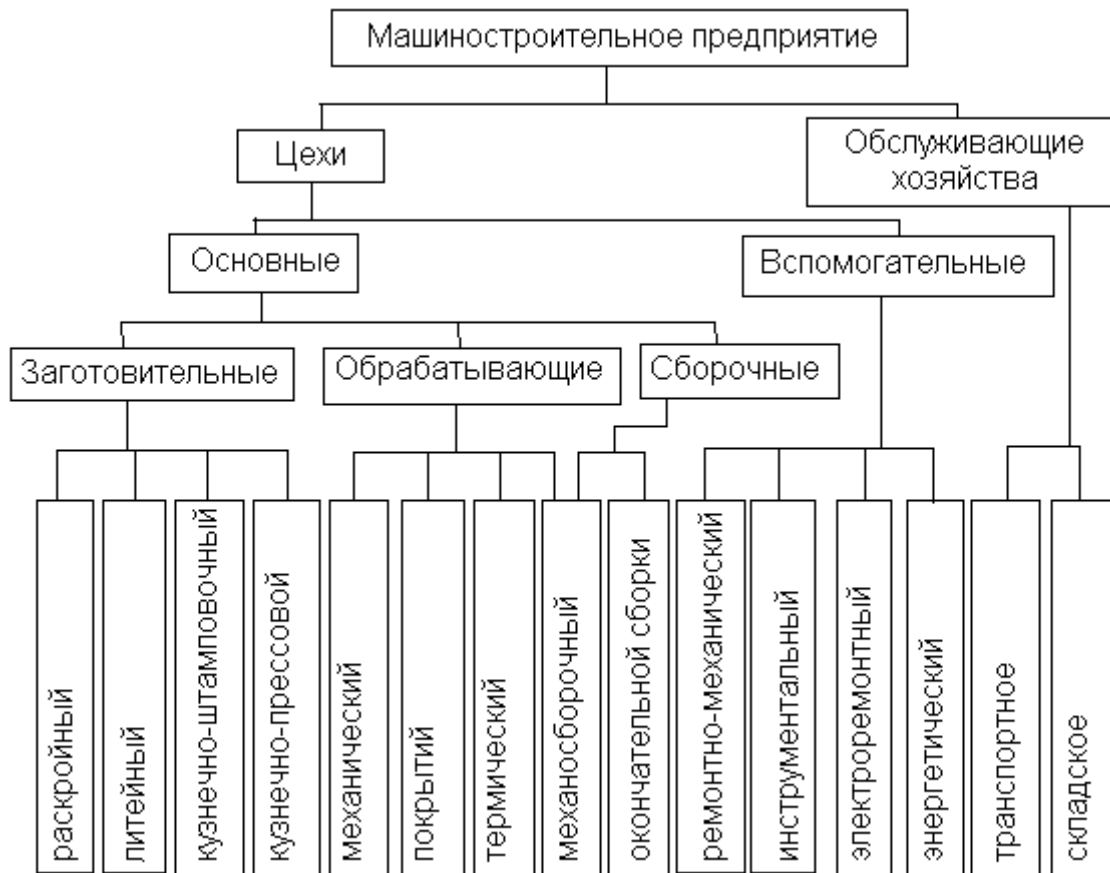 Машиностроительное предприятие
Цехи
Обслуживающие
хозяйства
Основные
Вспомогательные
Заготовительные
Обрабатывающие
Сборочные
раскройный
литейный
кузнечно-штамповочный
кузнечно-прессовой
механический
покрытий
термический
механосборочный
окончательной сборки
ремонтно-механический
инструментальный
электроремонтный
энергетический
транспортное
складское